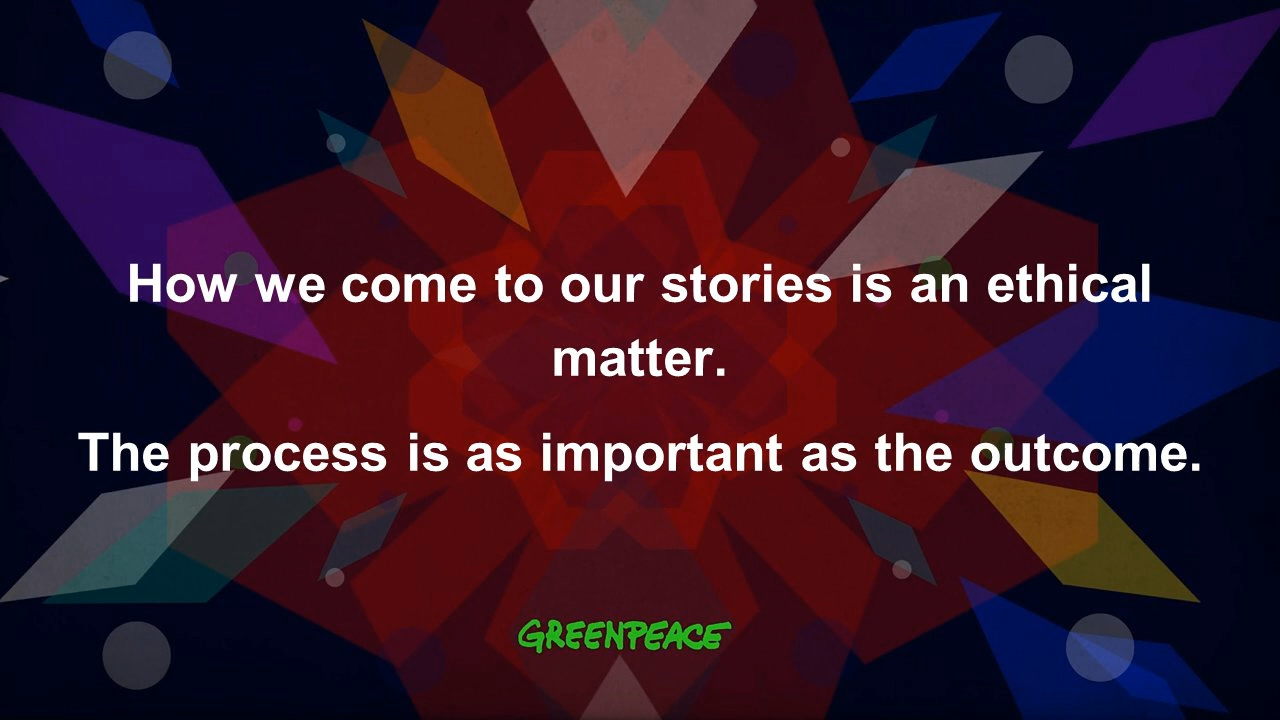 How we come to our stories is an ethical
matter.
The process is as important as the outcome.
GREENPEACE